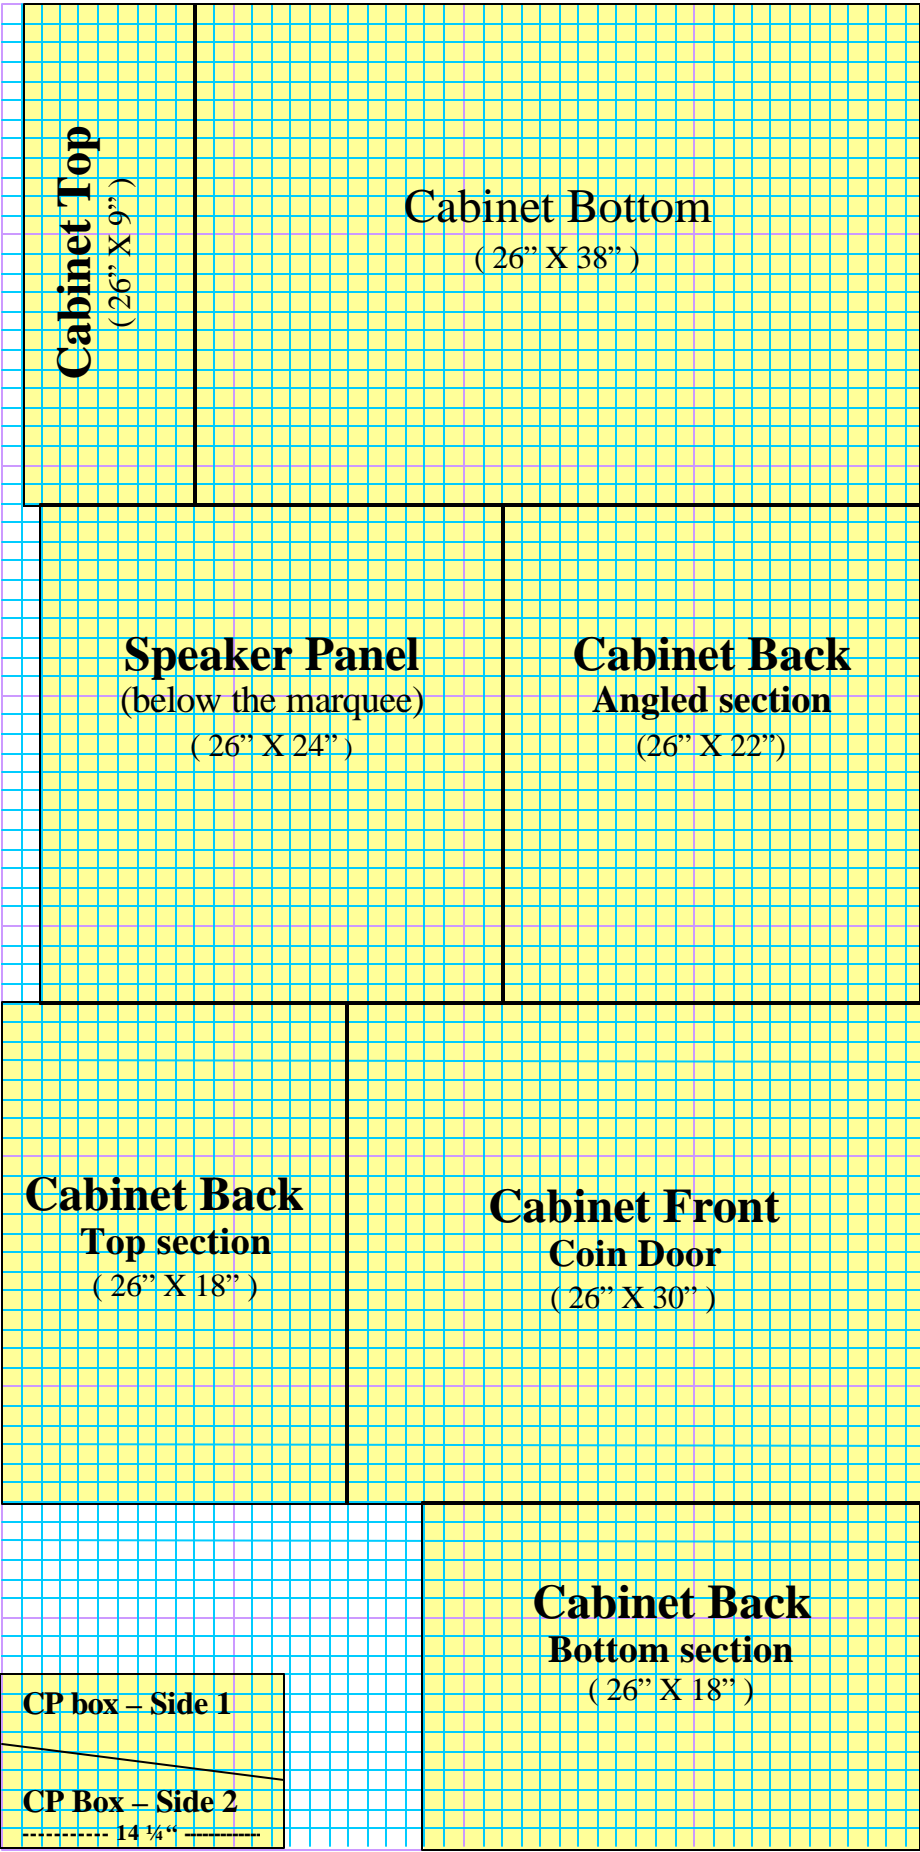 Cabinet Top
(26” X 9”)
Cabinet Bottom
( 26” X 38” )
Speaker Panel
(below the marquee)
( 26” X 24” )
Cabinet Back
Angled section
(26” X 22”)
Cabinet Back
Top section
( 26” X 18” )
Cabinet Front
Coin Door
( 26” X 30” )
Cabinet Back
Bottom section
( 26” X 18” )
CP box – Side 1
CP Box – Side 2
----------- 14 ¼“ -------------